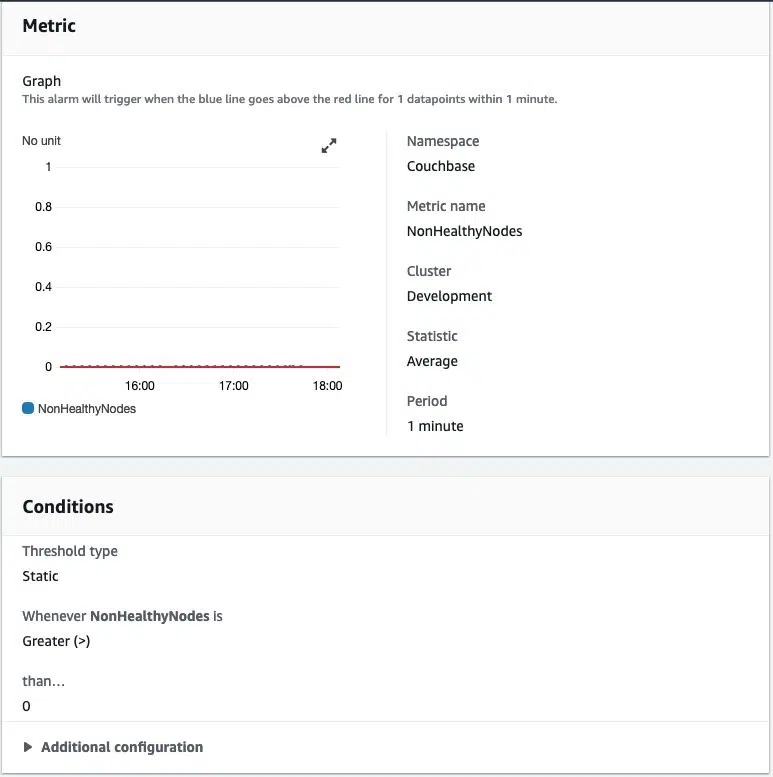 Metric
Graph
This alarm will trigger when the blue line goes above the red line for 1 datapoints within 1 minute.
No unit
1
0.8
0.6
0.4
0.2
0
16:00 17:00 18:00
NonHealthyNodes
Namespace
Couchbase
Metric name
NonHealthyNodes
Cluster
Development
Statistic
Average
Period
1 minute
Conditions
Threshold type
Static
Whenever NonHealthyNodes is
Greater (>)
than...
0
Additional configuration